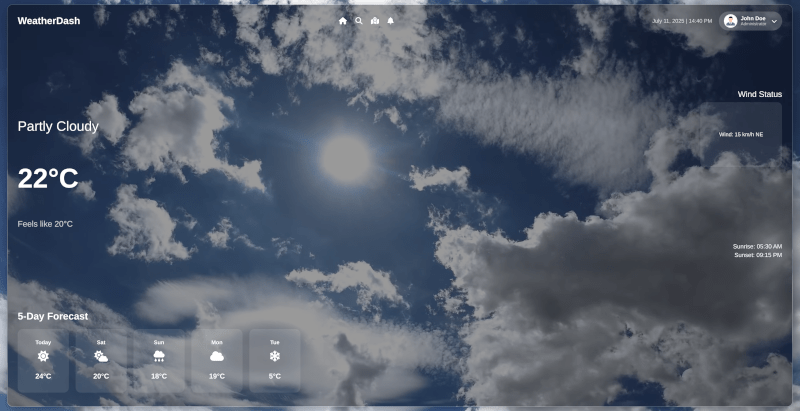 WeatherDash
July 11, 2025 | 14:40 PM
John Doe
Administrator
Partly Cloudy
22°C
Feels like 20°C
Wind Status
Wind: 15 km/h NE
Sunrise: 05:30 AM
Sunset: 09:15 PM
5-Day Forecast
Today
24°C
Sat
20°C
Sun
18°C
Mon
19°C
Tue
5°C